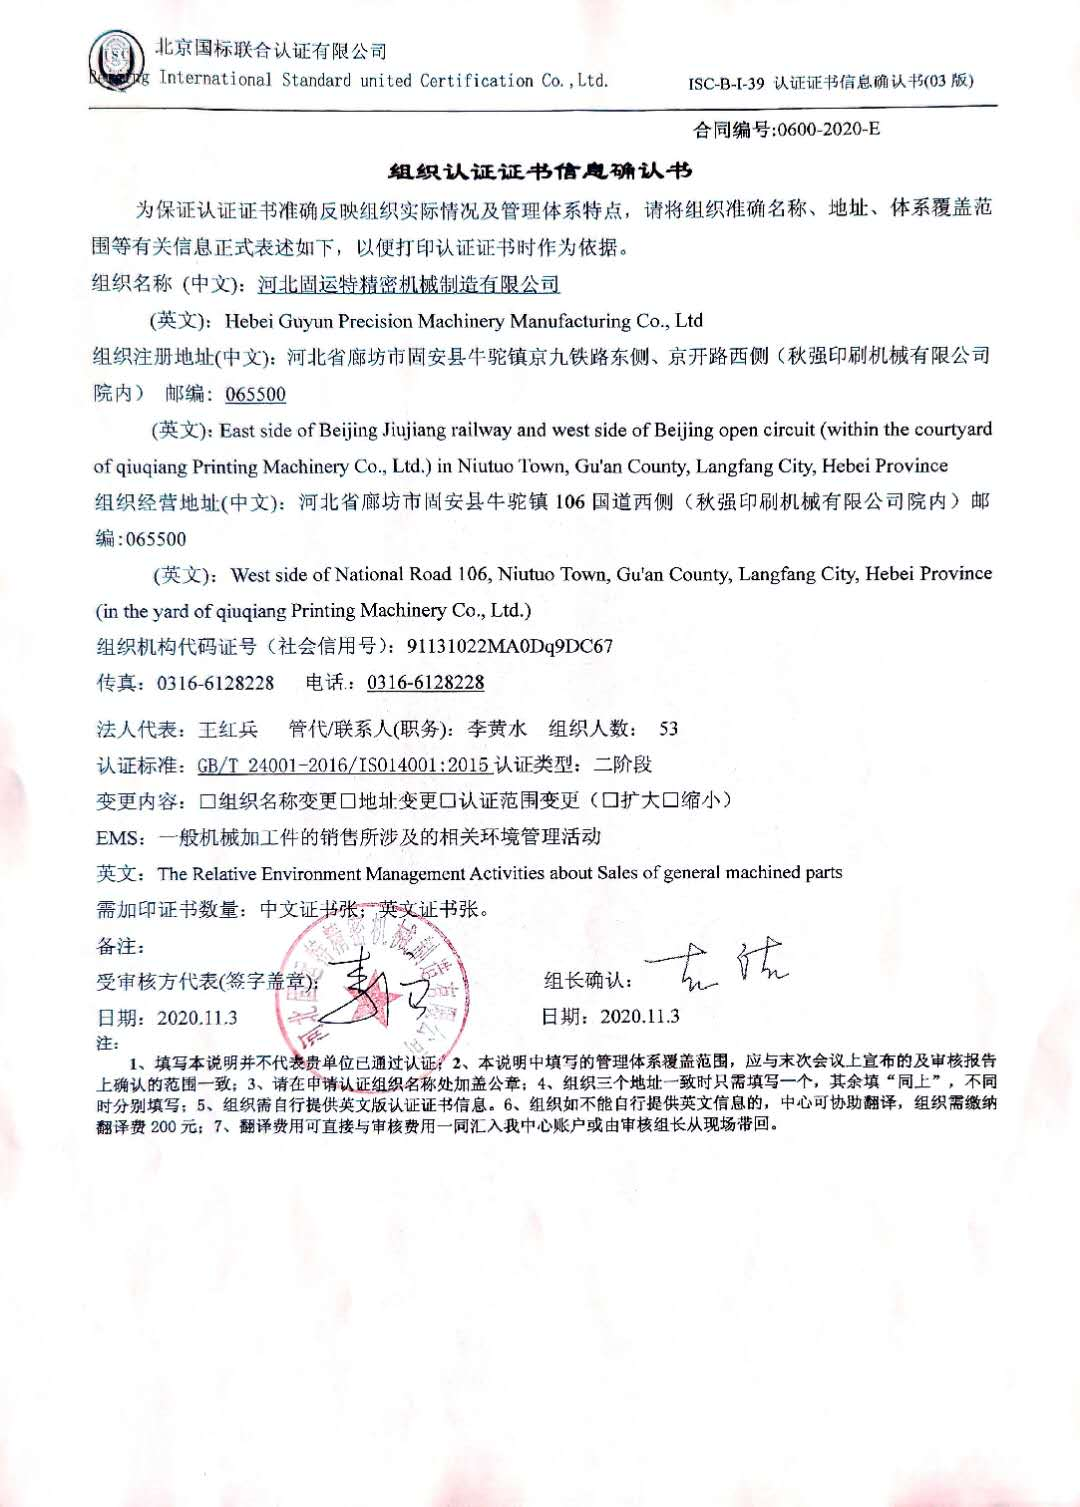 北京国标联合认证有限公司
Beijing International Standard united Certification Co.,Ltd.
ISC-B-I-39 认证证书信息确认书(03 版)
合同编号:0600-2020-E
组织认证证书信息确认书
为保证认证证书准确反映组织实际情况及管理体系特点，请将组织准确名称、地址、体系覆盖范
围等有关信息正式表述如下，以便打印认证证书时作为依据。
组织名称 (中文)：河北固运特精密机械制造有限公司
(英文)：Hebei Guyun Precision Machinery Manufacturing Co., Ltd
组织注册地址(中文)：河北省廊坊市固安县牛驼镇京九铁路东侧、京开路西侧（秋强印刷机械有限公司
院内） 邮编: 065500
(英文)：East side of Beijing Jiujiang railway and west side of Beijing open circuit (within the courtyard
of qiuqiang Printing Machinery Co., Ltd.) in Niutuo Town, Gu'an County, Langfang City, Hebei Province
组织经营地址(中文)：河北省廊坊市固安县牛驼镇 106 国道西侧（秋强印刷机械有限公司院内）邮
编:065500
(英文)：West side of National Road 106, Niutuo Town, Gu'an County, Langfang City, Hebei Province
(in the yard of qiuqiang Printing Machinery Co., Ltd.)
组织机构代码证号（社会信用号)：91131022MA0Dq9DC67
传真：0316-6128228 电话.：0316-6128228
法人代表：王红兵 管代/联系人(职务)：李黄水 组织人数： 53
认证标准：GB/T 24001-2016/ISO14001:2015 认证类型：二阶段
变更内容：□组织名称变更□地址变更□认证范围变更（□扩大□缩小）
EMS：一般机械加工件的销售所涉及的相关环境管理活动
英文：The Relative Environment Management Activities about Sales of general machined parts
需加印证书数量：中文证书张；英文证书张。
备注：
受审核方代表(签字盖章)：
组长确认：
日期：2020.11.3
日期：2020.11.3
河北固运特精密机械制造有限公司
注：
1、填写本说明并不代表贵单位已通过认证；2、本说明中填写的管理体系覆盖范围，应与末次会议上宣布的及审核报告
上确认的范围一致；3、请在申请认证组织名称处加盖公章；4、组织三个地址一致时只需填写一个，其余填“同上”，不同
时分别填写；5、组织需自行提供英文版认证证书信息。6、组织如不能自行提供英文信息的，中心可协助翻译，组织需缴纳
翻译费 200 元；7、翻译费用可直接与审核费用一同汇入我中心账户或由审核组长从现场带回。